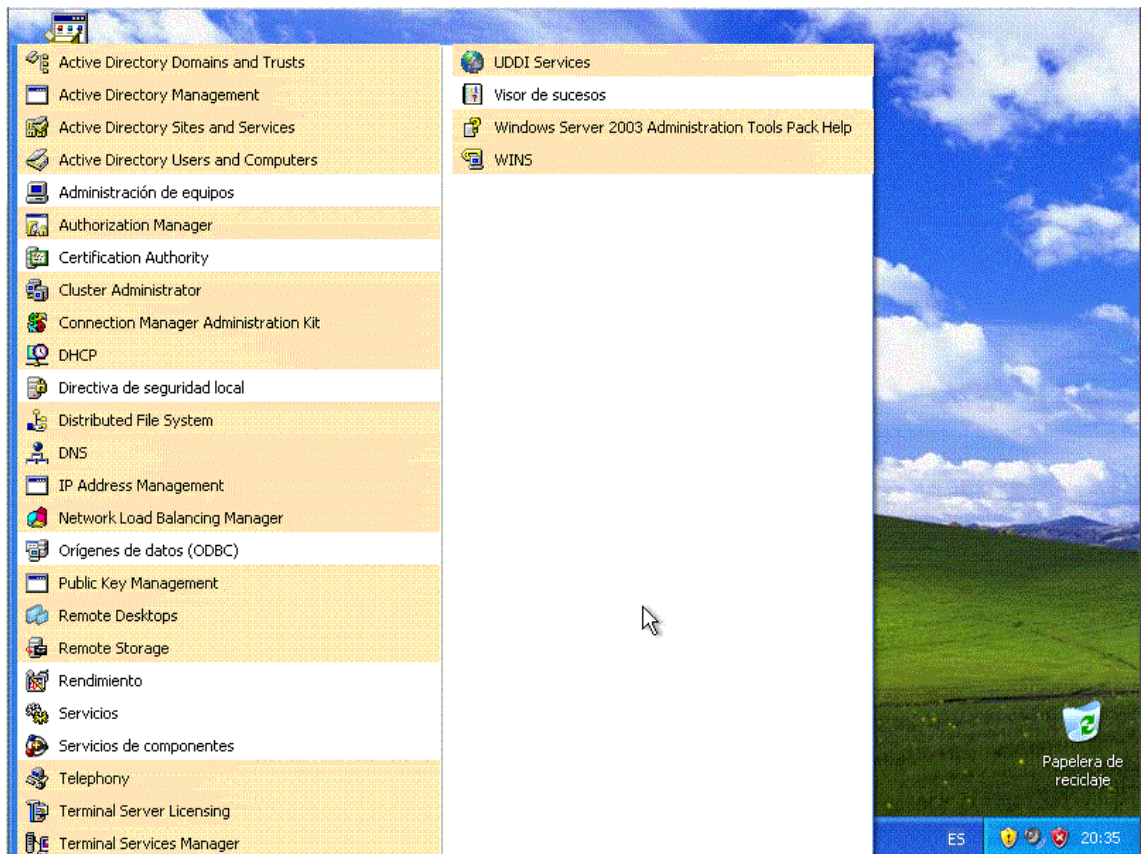 Active Directory Domains and Trusts
Active Directory Management
Active Directory Sites and Services
Active Directory Users and Computers
Administración de equipos
Authorization Manager
Certification Authority
Cluster Administrator
Connection Manager Administration Kit
DHCP
Directiva de seguridad local
Distributed File System
DNS
IP Address Management
Network Load Balancing Manager
Orígenes de datos (ODBC)
Public Key Management
Remote Desktops
Remote Storage
Rendimiento
Servicios
Servicios de componentes
Telephony
Terminal Server Licensing
Terminal Services Manager
UDDI Services
Visor de sucesos
Windows Server 2003 Administration Tools Pack Help
WINS
Papelera de
reciclaje
ES
20:35